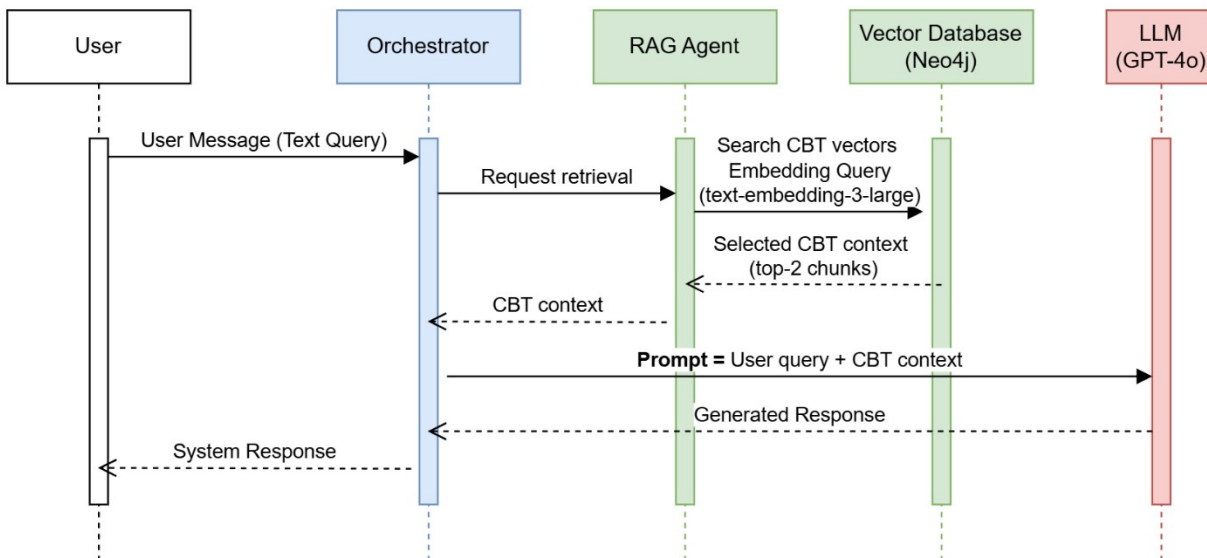 User
Orchestrator
RAG Agent
Vector Database
(Neo4j)
LLM
(GPT-4o)
User Message (Text Query)
Request retrieval
Search CBT vectors
Embedding Query
(text-embedding-3-large)
Selected CBT context
(top-2 chunks)
CBT context
Prompt = User query + CBT context
Generated Response
System Response